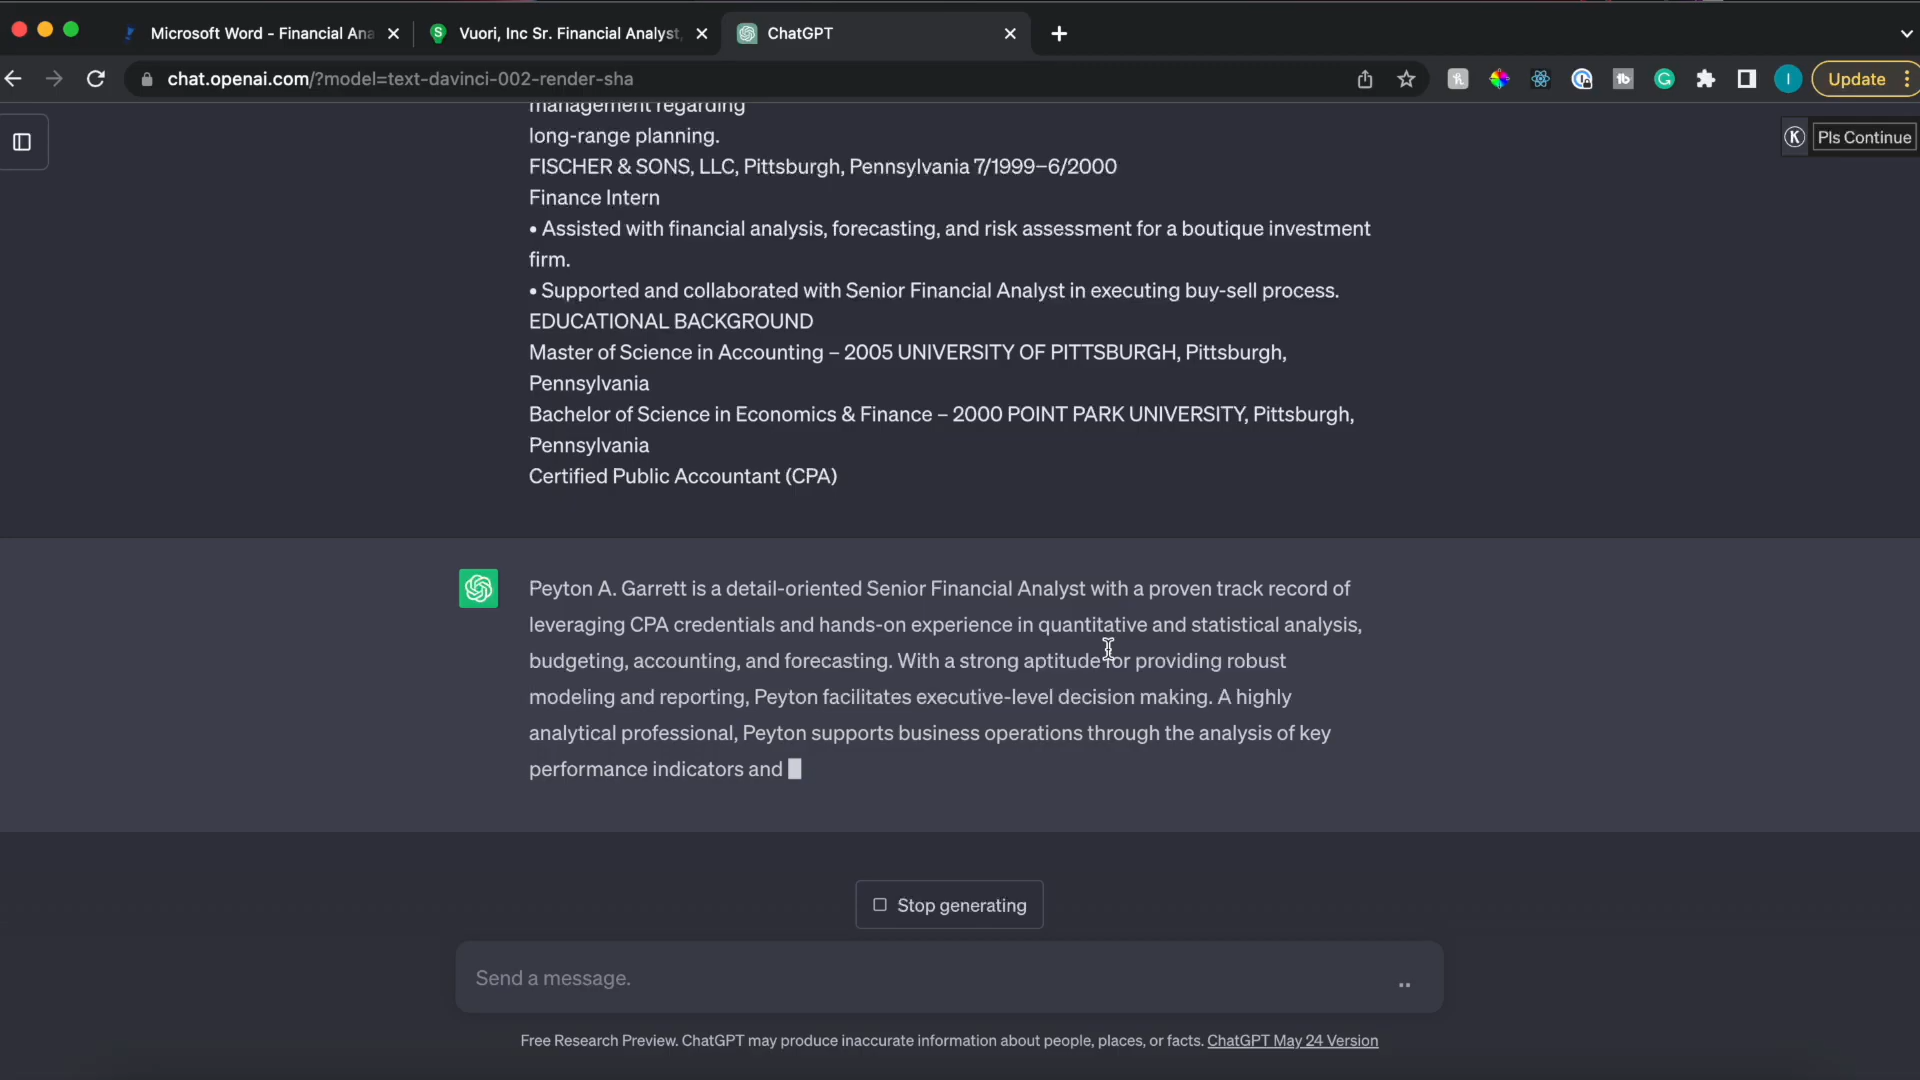 Microsoft Word - Financial Ana
Vuori, Inc Sr. Financial Analyst,
ChatGPT
chat.openai.com/?model=text-davinci-002-render-sha
Update
Pls Continue
management regarding
long-range planning.
FISCHER & SONS, LLC, Pittsburgh, Pennsylvania 7/1999–6/2000
Finance Intern
• Assisted with financial analysis, forecasting, and risk assessment for a boutique investment
firm.
• Supported and collaborated with Senior Financial Analyst in executing buy-sell process.
EDUCATIONAL BACKGROUND
Master of Science in Accounting – 2005 UNIVERSITY OF PITTSBURGH, Pittsburgh,
Pennsylvania
Bachelor of Science in Economics & Finance – 2000 POINT PARK UNIVERSITY, Pittsburgh,
Pennsylvania
Certified Public Accountant (CPA)
Peyton A. Garrett is a detail-oriented Senior Financial Analyst with a proven track record of
leveraging CPA credentials and hands-on experience in quantitative and statistical analysis,
budgeting, accounting, and forecasting. With a strong aptitude for providing robust
modeling and reporting, Peyton facilitates executive-level decision making. A highly
analytical professional, Peyton supports business operations through the analysis of key
performance indicators and
Stop generating
Send a message.
Free Research Preview. ChatGPT may produce inaccurate information about people, places, or facts. ChatGPT May 24 Version